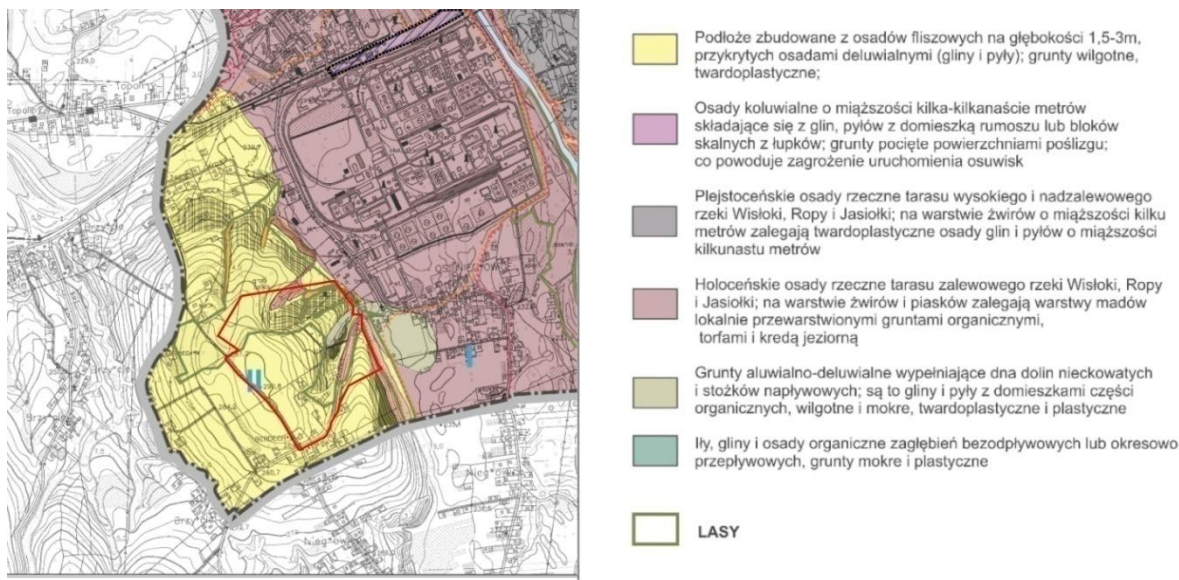 Topolin
Podłoże zbudowane z osadów fliszowych na głębokości 1,5-3m,
przykrytych osadami deluwialnymi (gliny i pyły); grunty wilgotne,
twardoplastyczne;
Osady koluwialne o miąższości kilka-kilkanaście metrów
składające się z glin, pyłów z domieszką rumoszu lub bloków
skalnych z łupków; grunty pocięte powierzchniami poślizgu;
co powoduje zagrożenie uruchomienia osuwisk
Plejstoceńskie osady rzeczne tarasu wysokiego i nadzalewowego
rzeki Wisłoki, Ropy i Jasiołki; na warstwie żwirów o miąższości kilku
metrów zalegają twardoplastyczne osady glin i pyłów o miąższości
kilkunastu metrów
Holoceńskie osady rzeczne tarasu zalewowego rzeki Wisłoki, Ropy
i Jasiołki; na warstwie żwirów i piasków zalegają warstwy madów
lokalnie przewarstwionymi gruntami organicznymi,
torfami i kredą jeziorną
Grunty aluwialno-deluwialne wypełniające dna dolin nieckowatych
i stożków napływowych; są to gliny i pyły z domieszkami części
organicznych, wilgotne i mokre, twardoplastyczne i plastyczne
Iły, gliny i osady organiczne zagłębień bezodpływowych lub okresowo
przepływowych, grunty mokre i plastyczne
LASY